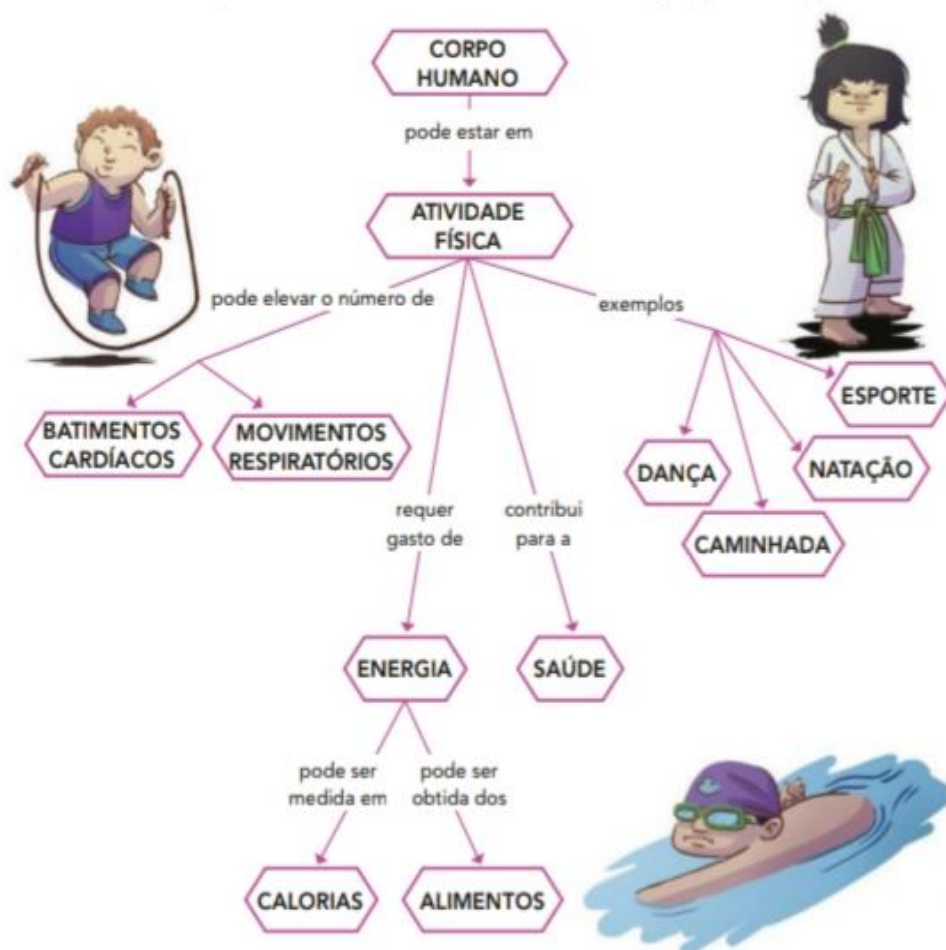 CORPO
HUMANO
pode estar em
ATIVIDADE
FÍSICA
pode elevar o número de
exemplos
BATIMENTOS
CARDÍACOS
MOVIMENTOS
RESPIRATÓRIOS
ESPORTE
DANÇA
NATAÇÃO
CAMINHADA
requer
gasto de
contribui
para a
ENERGIA
SAÚDE
pode ser
medida em
pode ser
obtida dos
CALORIAS
ALIMENTOS